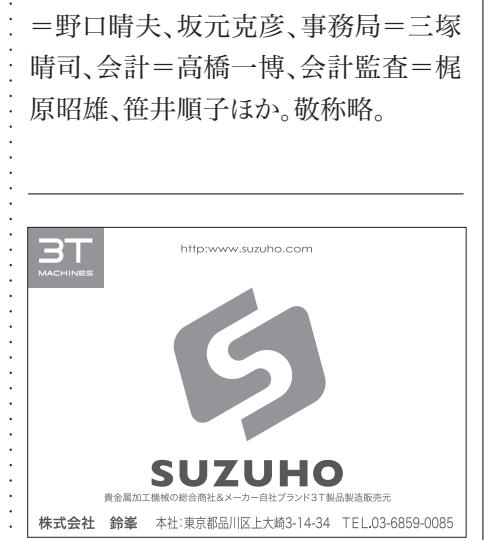 ＝野口晴夫、坂元克彦、事務局＝三塚
晴司、会計＝高橋一博、会計監査＝梶
原昭雄、笹井順子ほか。敬称略。
3T
MACHINES
http:www.suzuho.com
SUZUHO
貴金属加工機械の総合商社&メーカー自社ブランド3T製品製造販売元
株式会社　鈴峯　本社：東京都品川区上大崎3-14-34　TEL.03-6859-0085